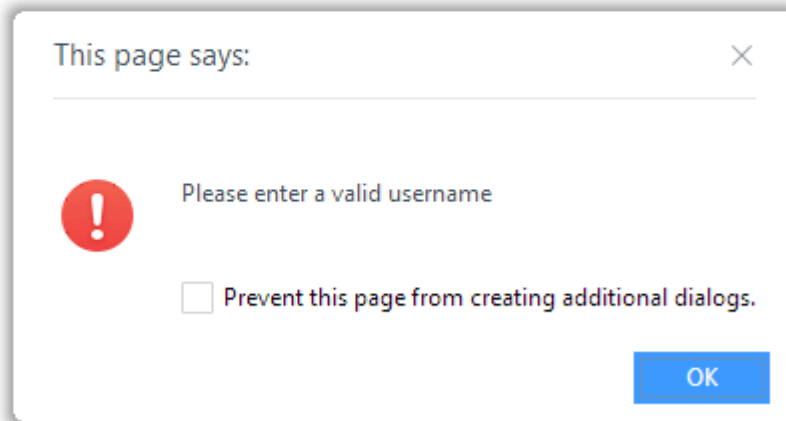 This page says:
Please enter a valid username
Prevent this page from creating additional dialogs.
OK